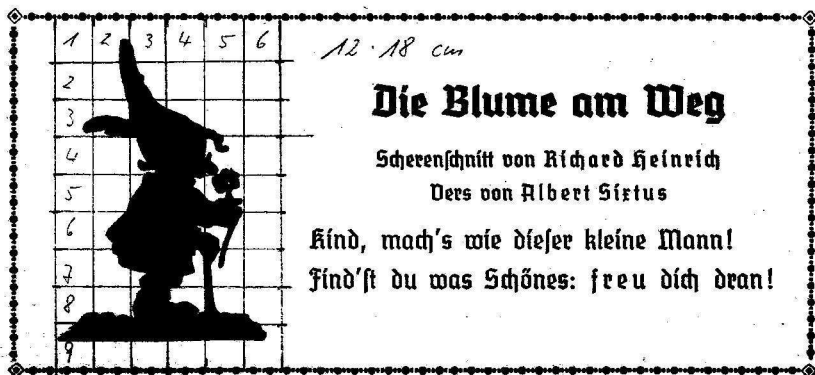 1 2 3 4 5 6
2
3
4
5
6
7
8
9
12 · 18 cm
Die Blume am Weg
Scherenſchnitt von Richard Heinrich
Vers von Albert Sixtus
Kind, mach's wie dieſer kleine Mann!
Find'ſt du was Schönes: freu dich dran!